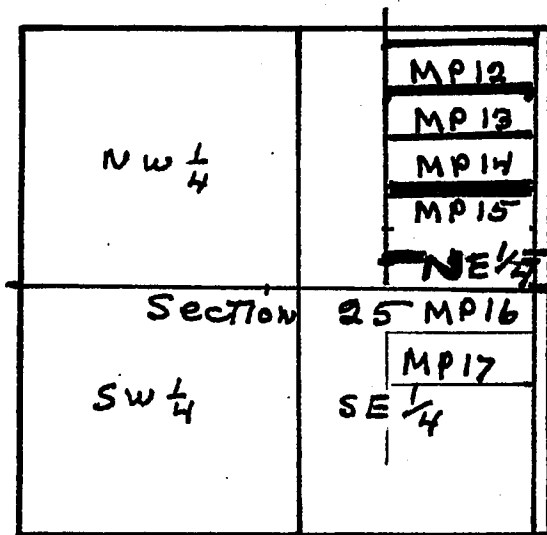 MP12
MP13
NW 1/4
MP14
MP15
NE 1/4
Section 25 MP16
MP17
SW 1/4
SE 1/4